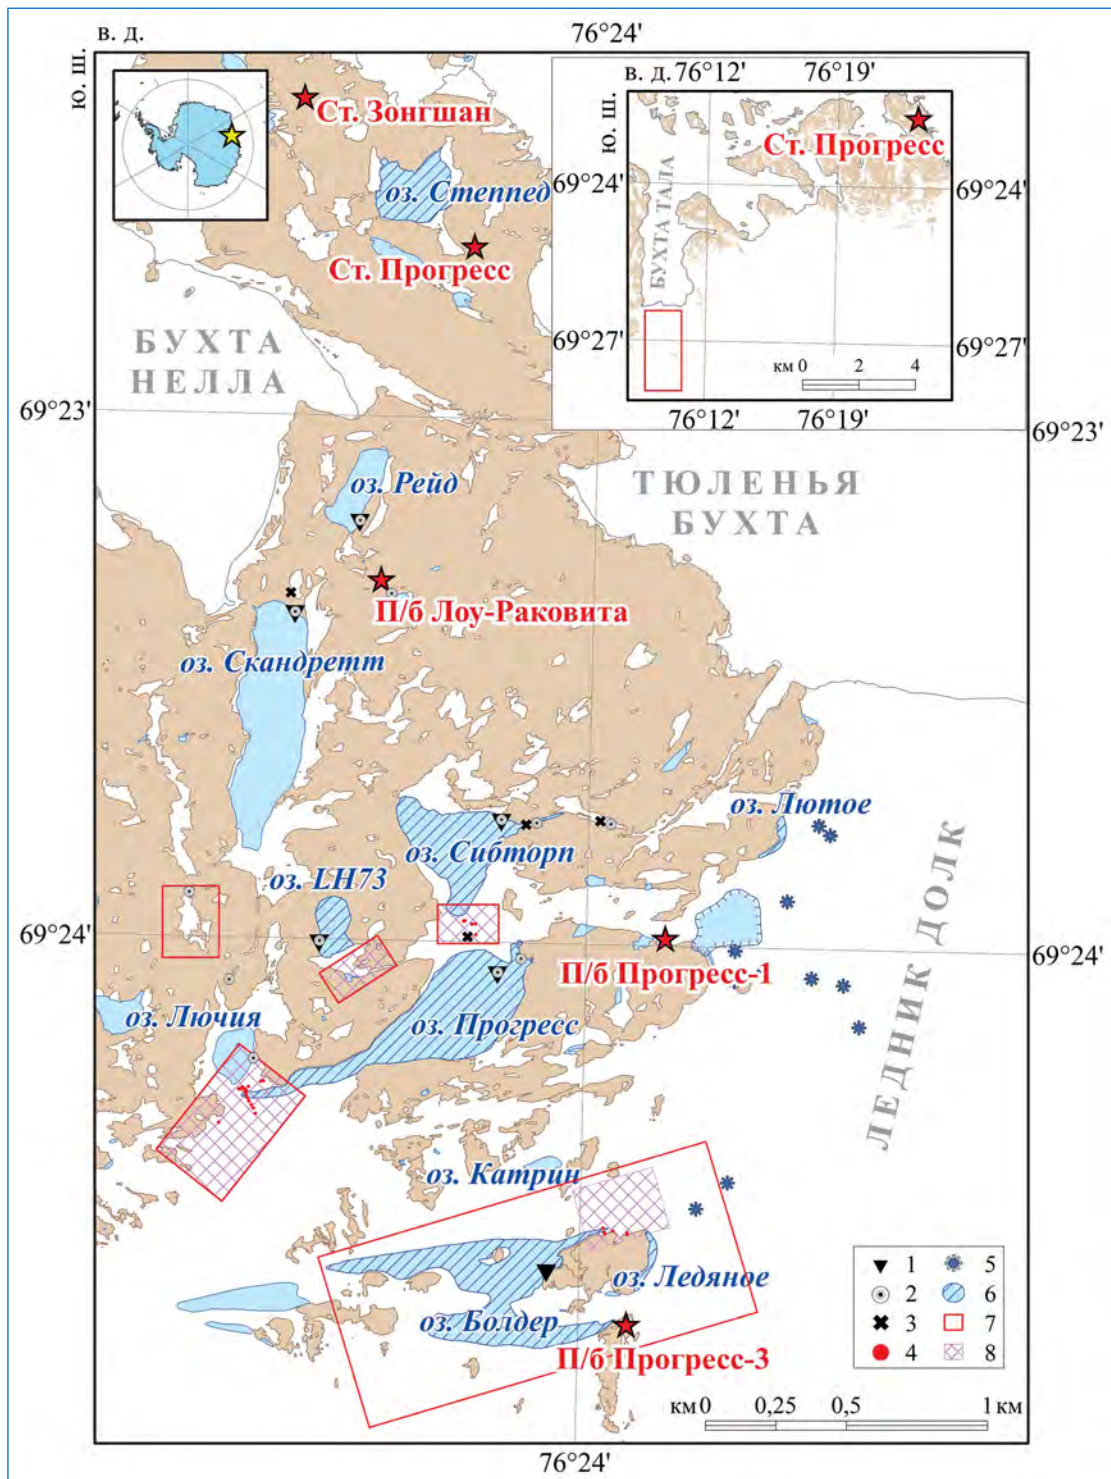 в. д.
76°24'
ю. ш.
Ст. Зонгшан
оз. Степпед
Ст. Прогресс
в. д.
76°12'
76°19'
ю. ш.
Ст. Прогресс
69°24'
БУХТА ТАЛА
69°27'
69°27'
км 0
2
4
76°12'
76°19'
БУХТА
НЕЛЛА
69°23'
69°23'
оз. Рейд
ТЮЛЕНЬЯ
БУХТА
П/б Лоу-Раковита
оз. Скандретт
оз. Лютое
оз. Сибторп
оз. LH73
ЛЕДНИК ДОЛК
69°24'
69°24'
П/б Прогресс-1
оз. Лючия
оз. Прогресс
оз. Катрин
оз. Ледяное
оз. Болдер
П/б Прогресс-3
1
5
2
6
3
7
4
8
км 0
0,25
0,5
1 км
76°24'